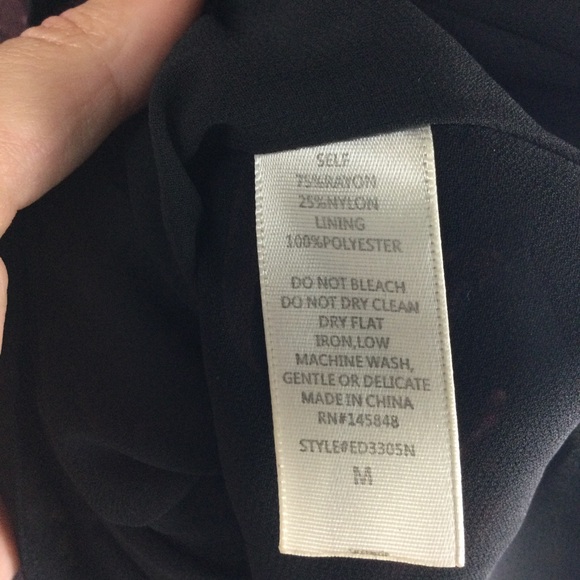 SELF
75%RAYON
25%NYLON
LINING
100%POLYESTER
DO NOT BLEACH
DO NOT DRY CLEAN
DRY FLAT
IRON,LOW
MACHINE WASH,
GENTLE OR DELICATE
MADE IN CHINA
RN#145848
STYLE#ED3305N
M